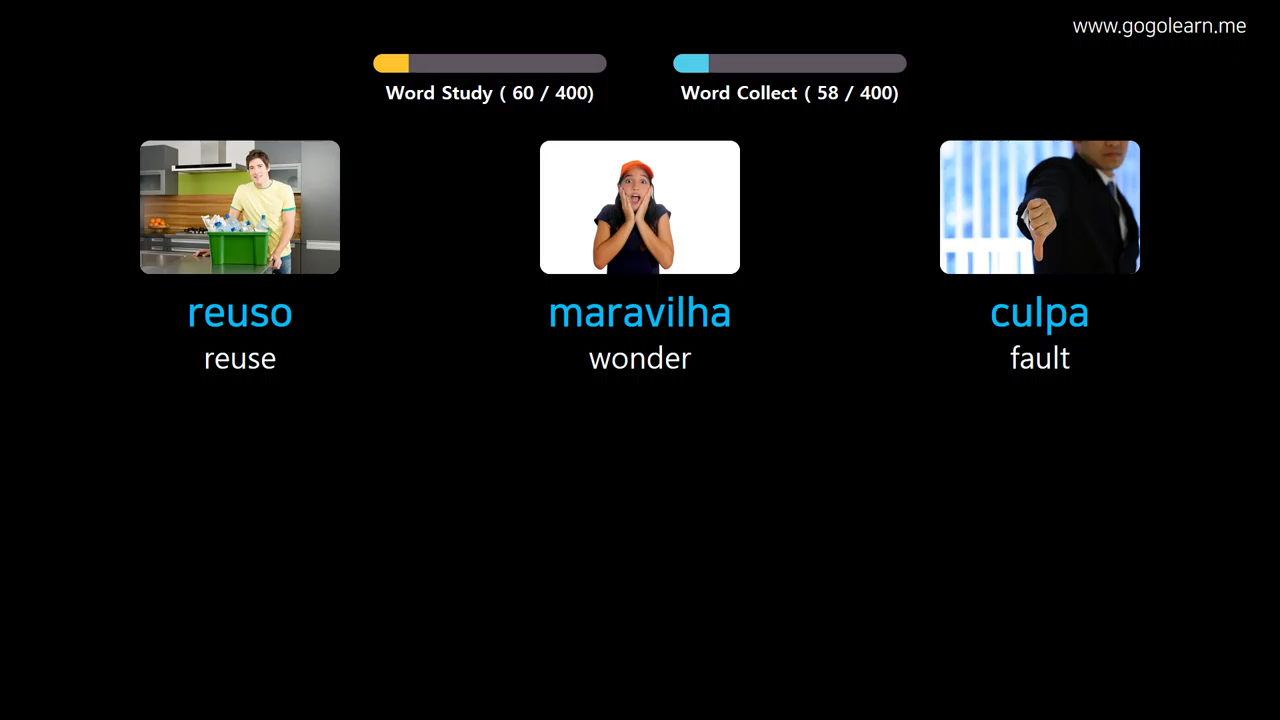 www.gogolearn.me
Word Study ( 60 / 400)
Word Collect ( 58 / 400)
reuso
reuse
maravilha
wonder
culpa
fault